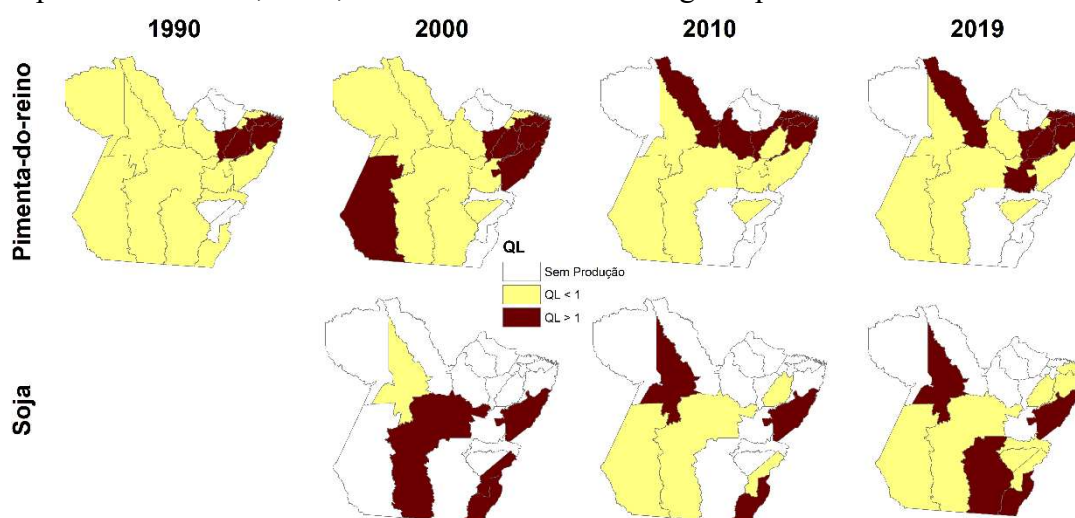 1990 2000 2010 2019
Pimenta-do-reino
QL
Sem Produção
QL < 1
QL > 1
Soja